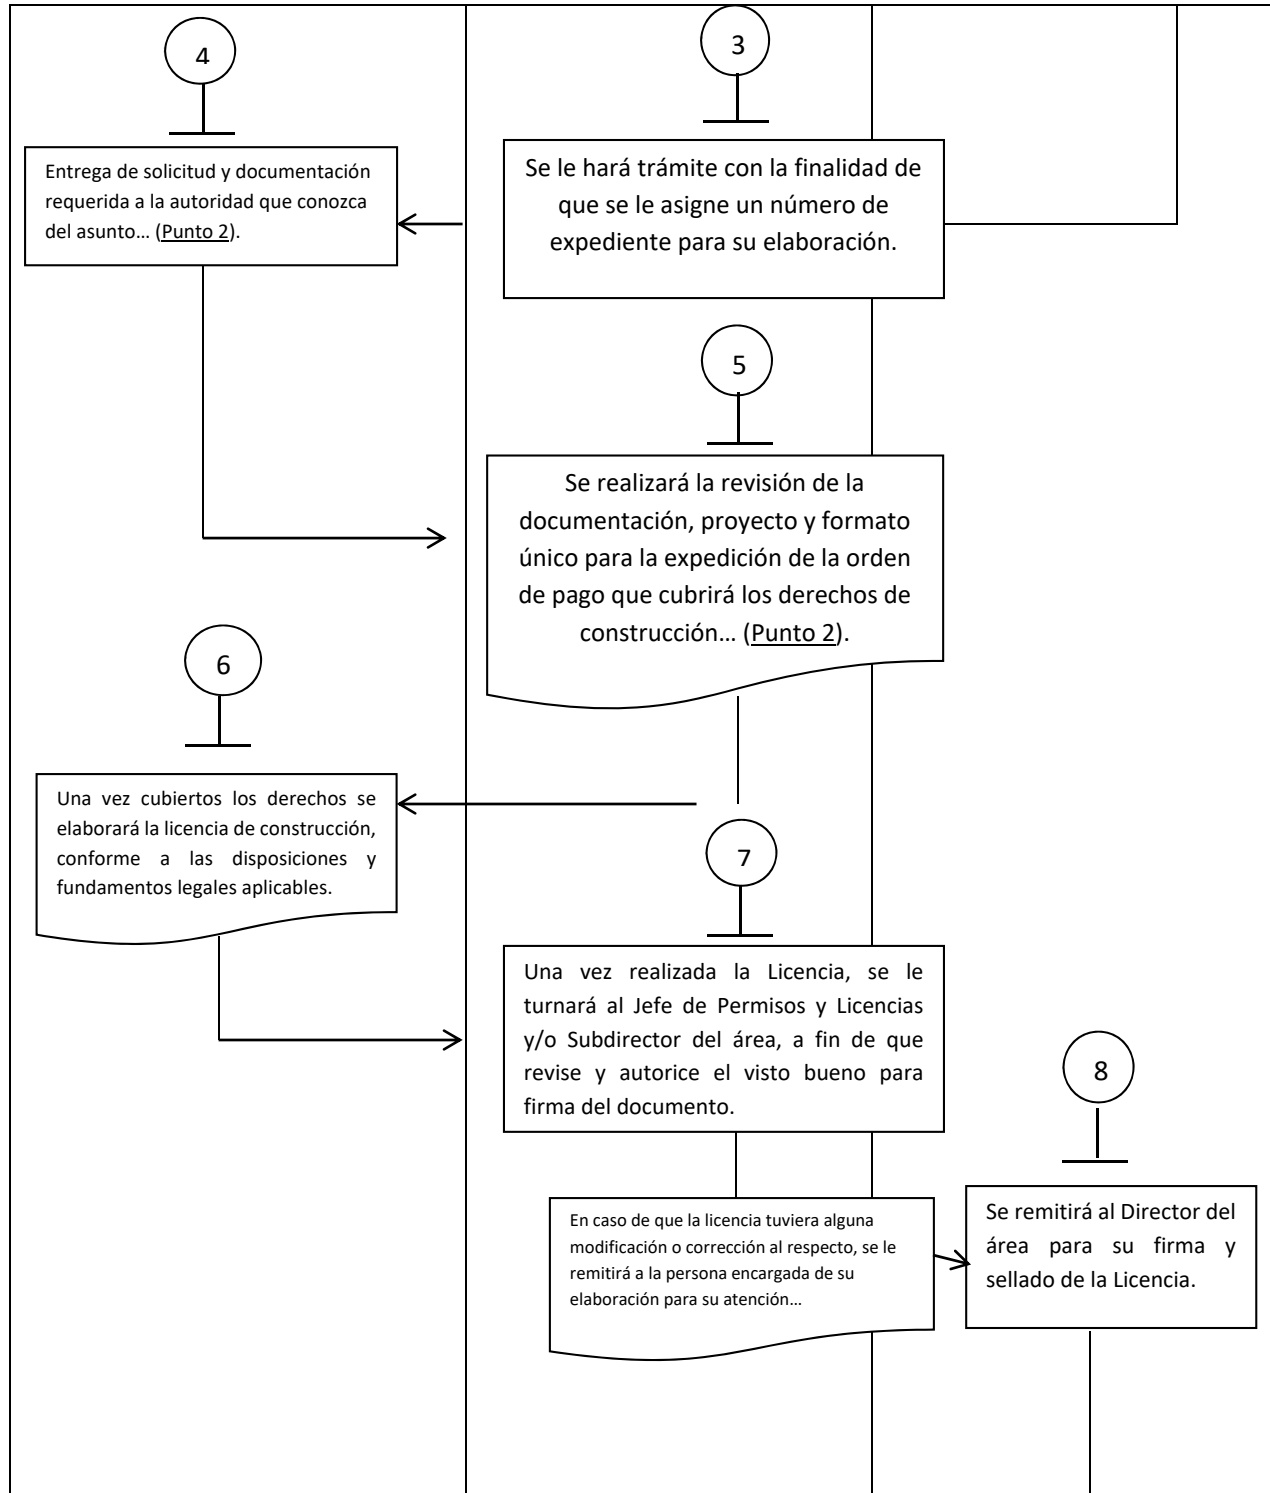 3
Se le hará trámite con la finalidad de
que se le asigne un número de
expediente para su elaboración.
4
Entrega de solicitud y documentación
requerida a la autoridad que conozca
del asunto... (Punto 2).
5
Se realizará la revisión de la
documentación, proyecto y formato
único para la expedición de la orden
de pago que cubrirá los derechos de
construcción... (Punto 2).
6
Una vez cubiertos los derechos se
elaborará la licencia de construcción,
conforme a las disposiciones y
fundamentos legales aplicables.
7
Una vez realizada la Licencia, se le
turnará al Jefe de Permisos y Licencias
y/o Subdirector del área, a fin de que
revise y autorice el visto bueno para
firma del documento.
En caso de que la licencia tuviera alguna
modificación o corrección al respecto, se le
remitirá a la persona encargada de su
elaboración para su atención...
8
Se remitirá al Director del
área para su firma y
sellado de la Licencia.